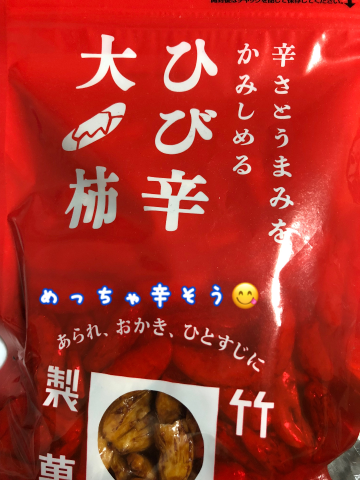 辛さとうまみを
かみしめる
ひび辛
大柿
めっちゃ辛そう😋
あられ、おかき、ひとすじに
竹
製菓